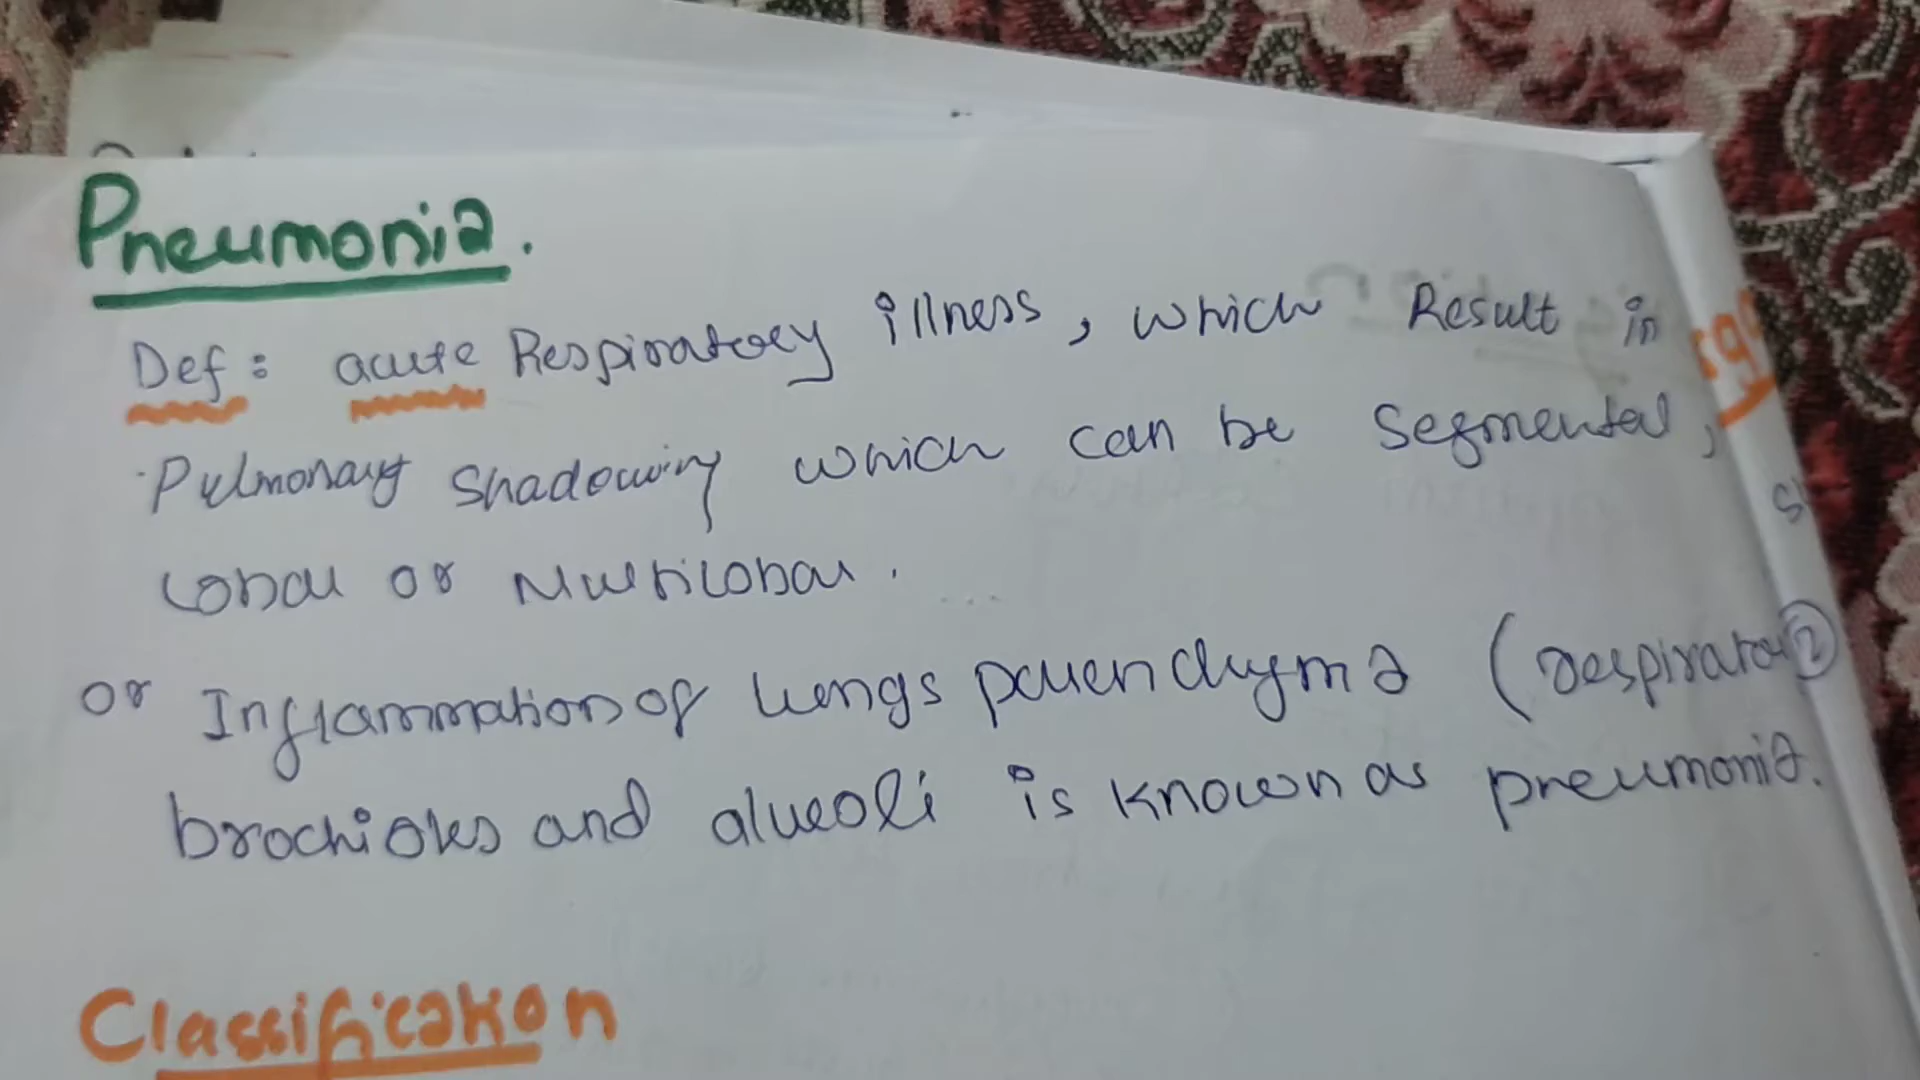 Pneumonia.
Def: acute Respiratory illness, which Result in
Pulmonary Shadowing which can be Segmental,
Lobar or Multilobar.
or Inflammation of lungs parenchyma (respiratory
brochioles and alveoli is known as pneumonia.
Classification